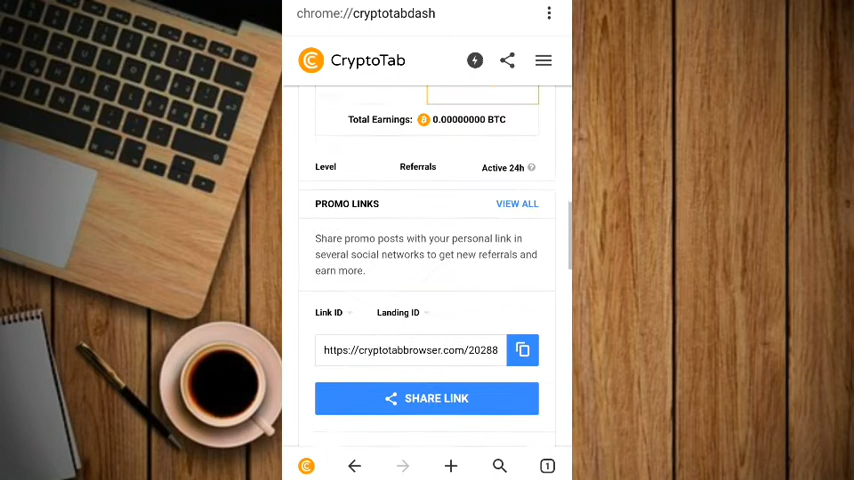 chrome://cryptotabdash
CryptoTab
Total Earnings: 0.00000000 BTC
Level Referrals Active 24h
PROMO LINKS VIEW ALL
Share promo posts with your personal link in
several social networks to get new referrals and
earn more.
Link ID Landing ID
https://cryptotabbrowser.com/20288
SHARE LINK
1